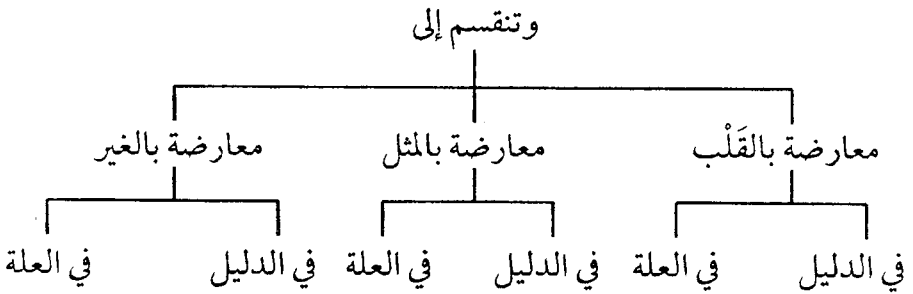 وتنقسم إلى
معارضة بالقَلْب معارضة بالمثل معارضة بالغير
في الدليل في العلة في الدليل في العلة في الدليل في العلة